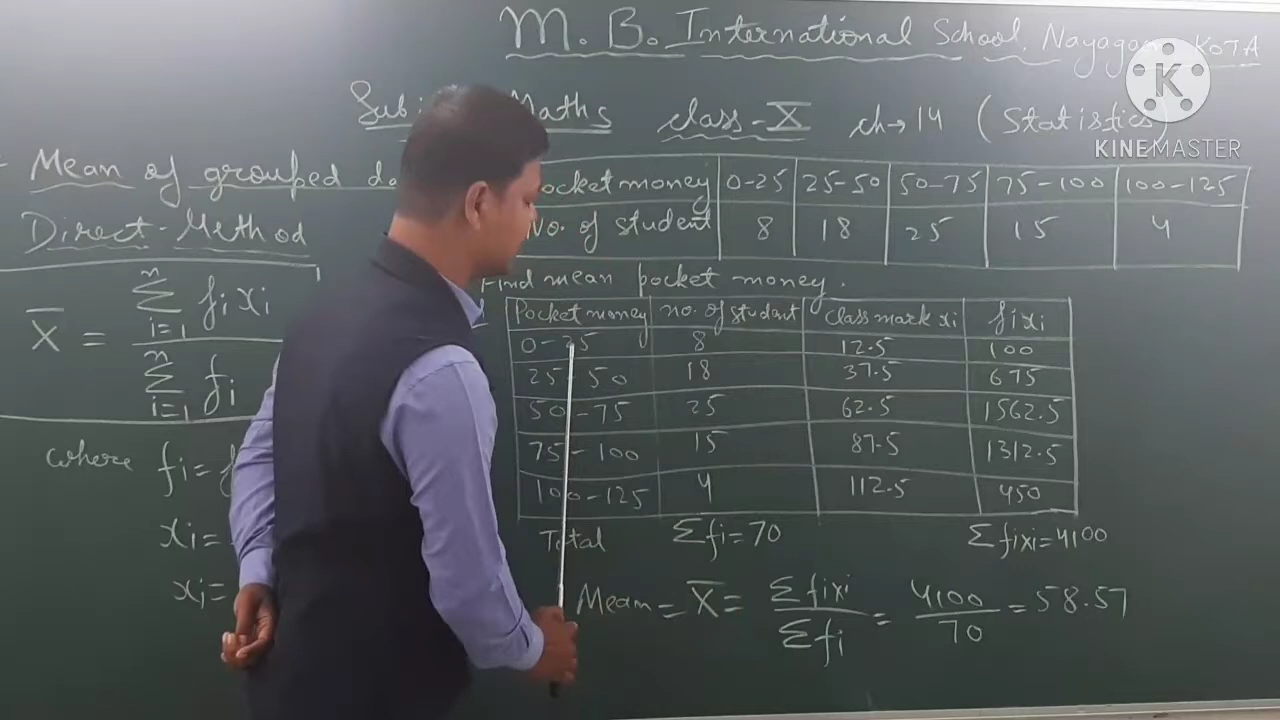 M. B. International School, Nayagaon, KOTA
Maths class-X ch→14 (Statistics)
KINEMASTER
Mean of grouped
Direct-Method
Pocket money 0-25 25-50 50-75 75-100 100-125
No. of student 8 18 25 15 4
Find mean pocket money.
X̄ = n∑i=1 fixi / n∑i=1 fi
where fi =
xi =
xi =
Pocket money no. of student class mark xi fixi
0-25 8 12.5 100
25-50 18 37.5 675
50-75 25 62.5 1562.5
75-100 15 87.5 1312.5
100-125 4 112.5 450
Total Σfi=70 Σfixi=4100
Mean = X̄ = Σfixi / Σfi = 4100 / 70 = 58.57